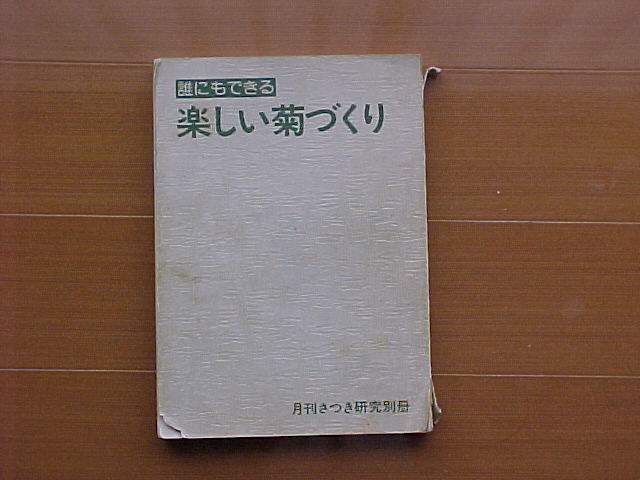 誰にもできる
楽しい菊づくり
月刊さつき研究別冊